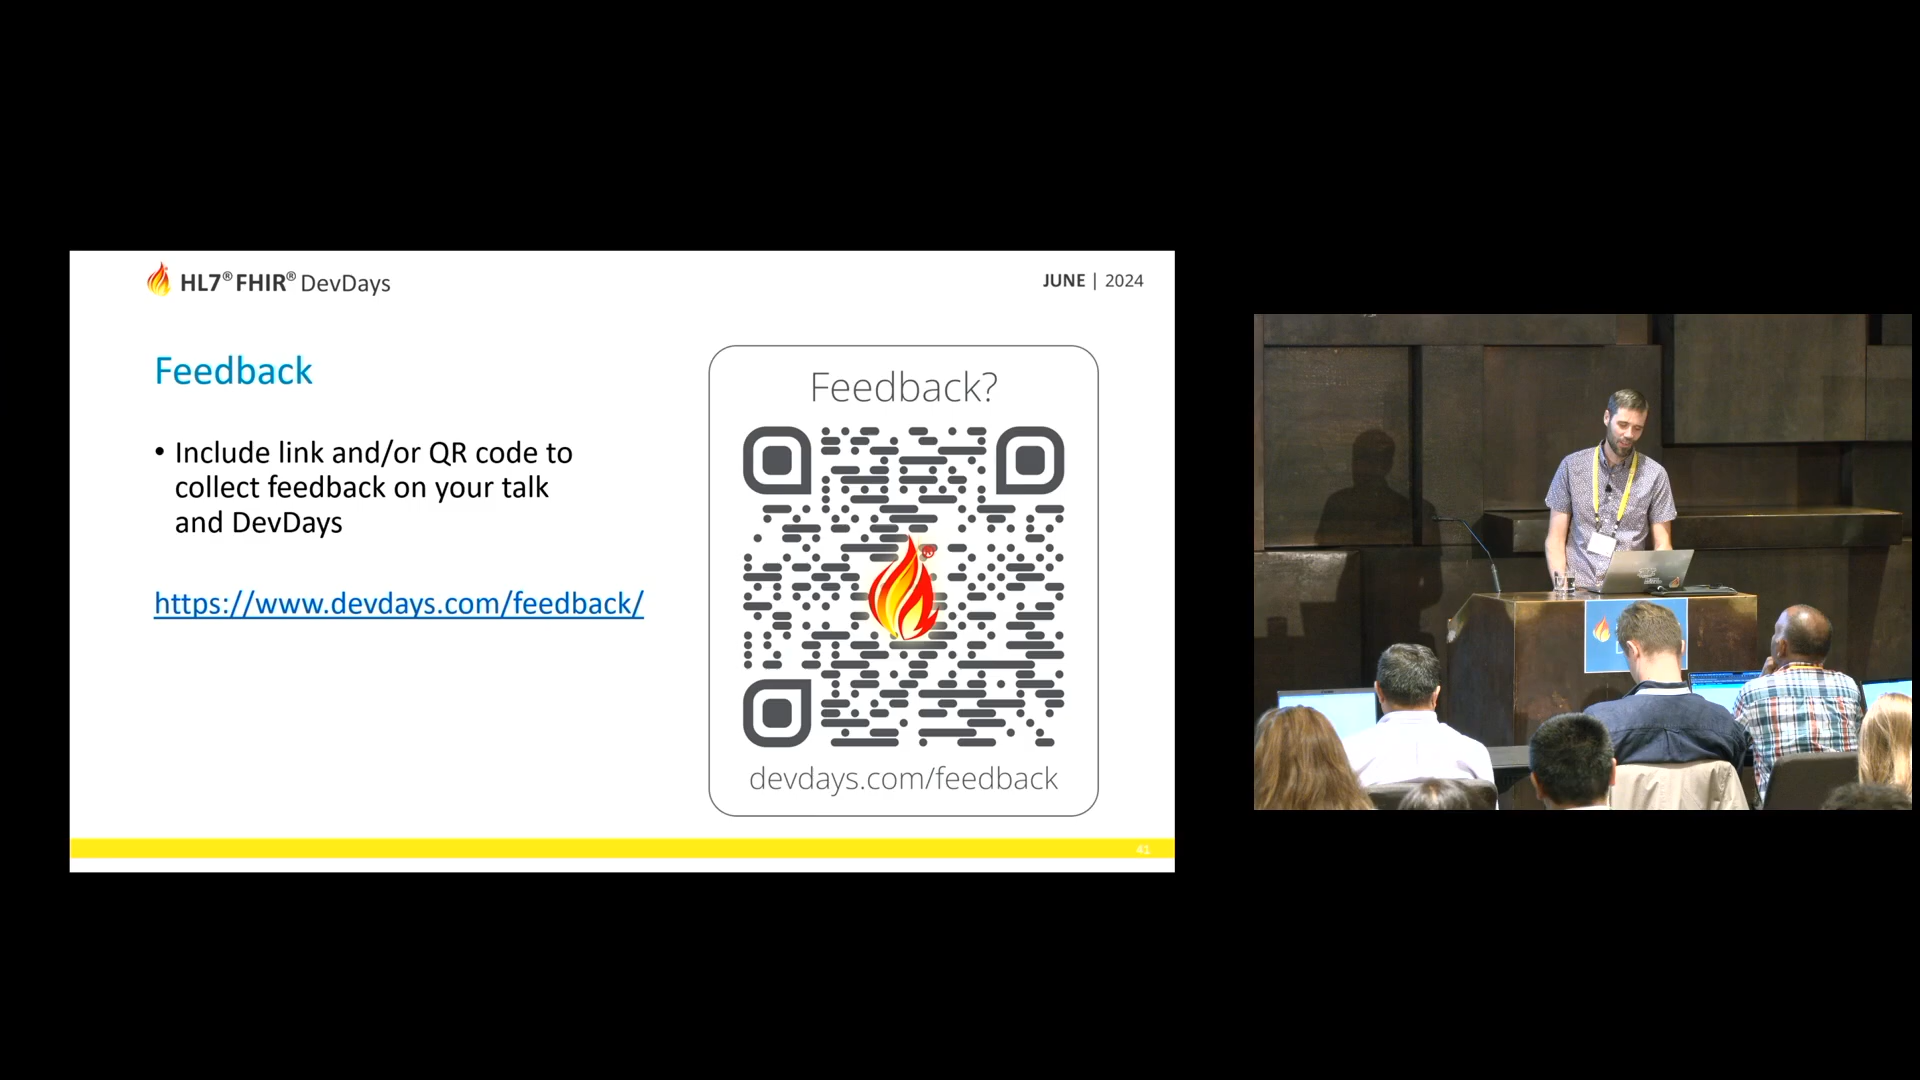 HL7® FHIR® DevDays
JUNE | 2024
Feedback
• Include link and/or QR code to
collect feedback on your talk
and DevDays
https://www.devdays.com/feedback/
Feedback?
®
devdays.com/feedback
41